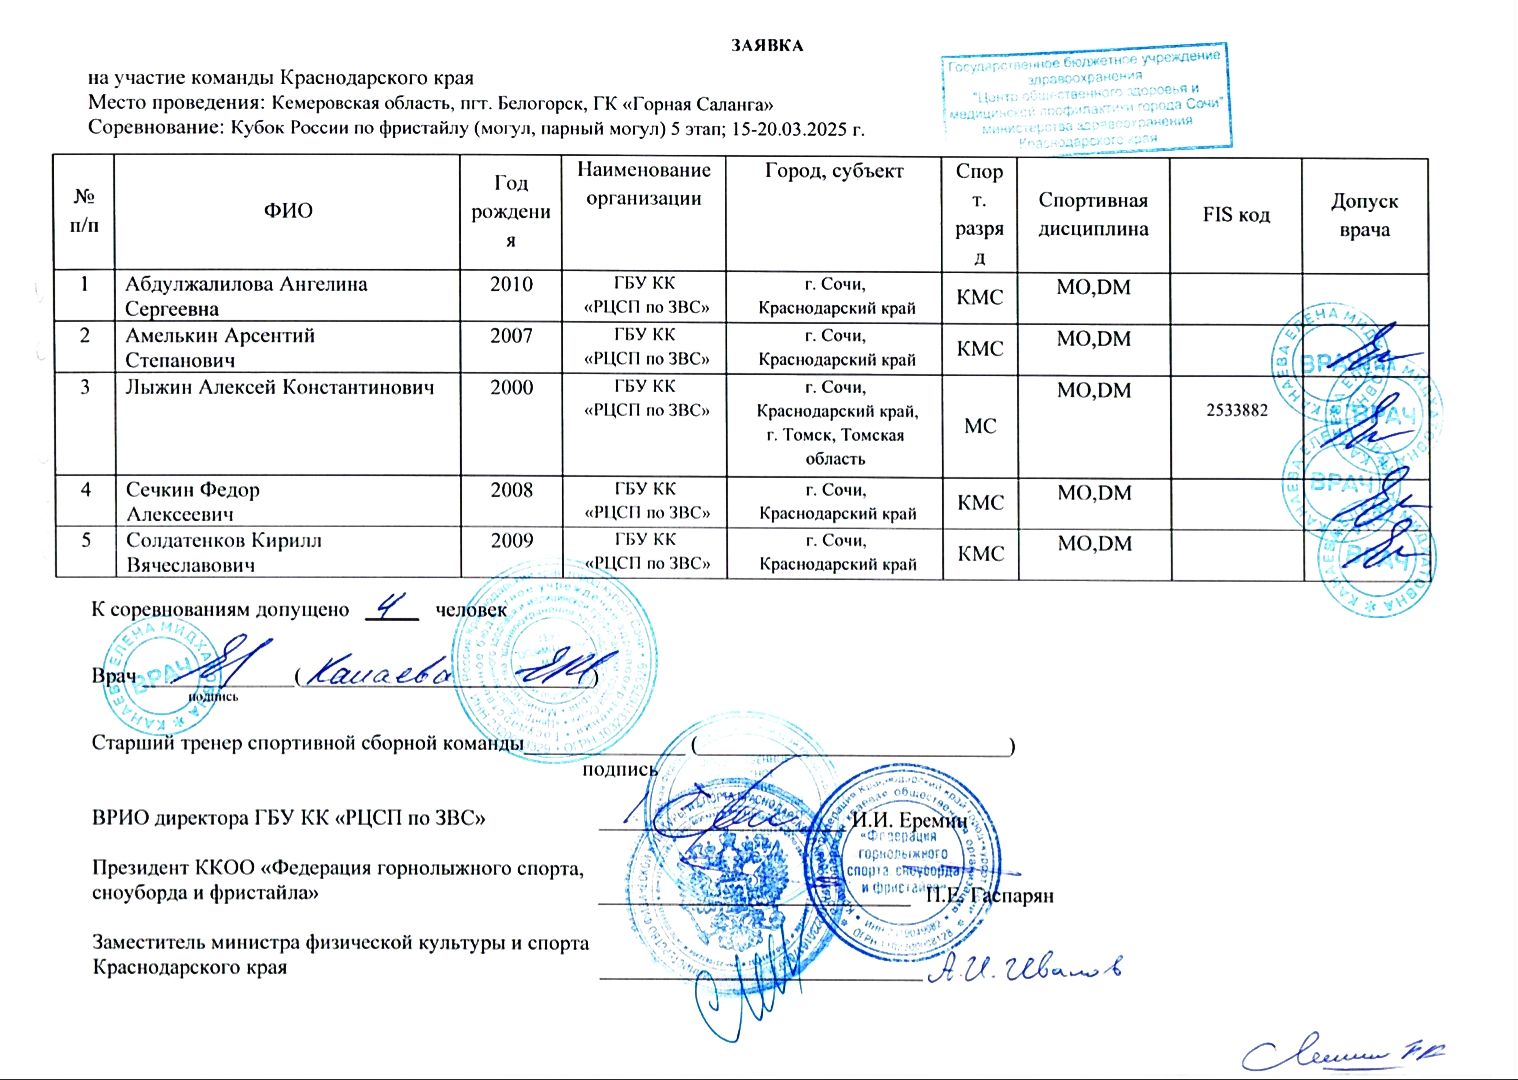 ЗАЯВКА
на участие команды Краснодарского края
Место проведения: Кемеровская область, пгт. Белогорск, ГК «Горная Саланга»
Соревнование: Кубок России по фристайлу (могул, парный могул) 5 этап; 15-20.03.2025 г.
Государственное бюджетное учреждение
здравоохранения
"Центр общественного здоровья и
медицинской профилактики города Сочи"
министерства здравоохранения
Краснодарского края
№ п/п ФИО Год рождения Наименование организации Город, субъект Спорт. разряд Спортивная дисциплина FIS код Допуск врача
1 Абдулжалилова Ангелина Сергеевна 2010 ГБУ КК «РЦСП по ЗВС» г. Сочи, Краснодарский край КМС MO,DM
2 Амелькин Арсентий Степанович 2007 ГБУ КК «РЦСП по ЗВС» г. Сочи, Краснодарский край КМС MO,DM
3 Лыжин Алексей Константинович 2000 ГБУ КК «РЦСП по ЗВС» г. Сочи, Краснодарский край, г. Томск, Томская область МС MO,DM 2533882
4 Сечкин Федор Алексеевич 2008 ГБУ КК «РЦСП по ЗВС» г. Сочи, Краснодарский край КМС MO,DM
5 Солдатенков Кирилл Вячеславович 2009 ГБУ КК «РЦСП по ЗВС» г. Сочи, Краснодарский край КМС MO,DM
ВРАЧ
ВРАЧ
ВРАЧ
ВРАЧ
К соревнованиям допущено 4 человек
Врач (Канаева ЕМ)
подпись
КАНАЕВА ЕЛЕНА МИДХАТОВНА ВРАЧ
Старший тренер спортивной сборной команды ( )
подпись
ВРИО директора ГБУ КК «РЦСП по ЗВС» И.И. Еремин
Президент ККОО «Федерация горнолыжного спорта,
сноуборда и фристайла» П.Е. Гаспарян
«Федерация
горнолыжного
спорта сноуборда
и фристайла»
Заместитель министра физической культуры и спорта
Краснодарского края А.И. Иванов